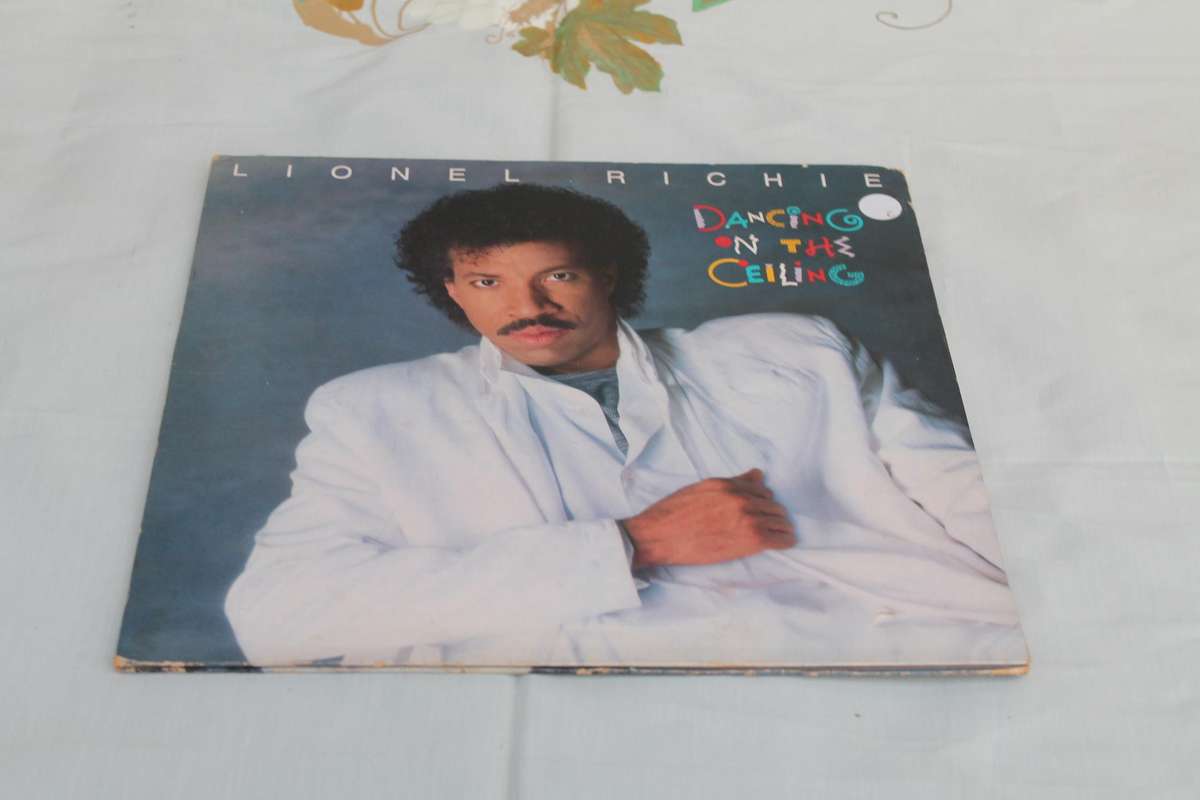 LIONEL RICHIE
DANCING
ON THE
CEILING